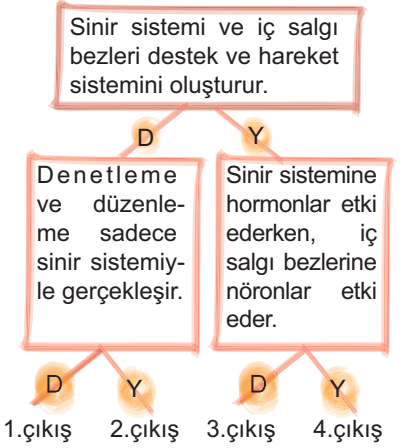 Sinir sistemi ve iç salgı
bezleri destek ve hareket
sistemini oluşturur.
D Y
Denetleme
ve düzenle-
me sadece
sinir sistemiy-
le gerçekleşir.
Sinir sistemine
hormonlar etki
ederken, iç
salgı bezlerine
nöronlar etki
eder.
D Y D Y
1.çıkış 2.çıkış 3.çıkış 4.çıkış